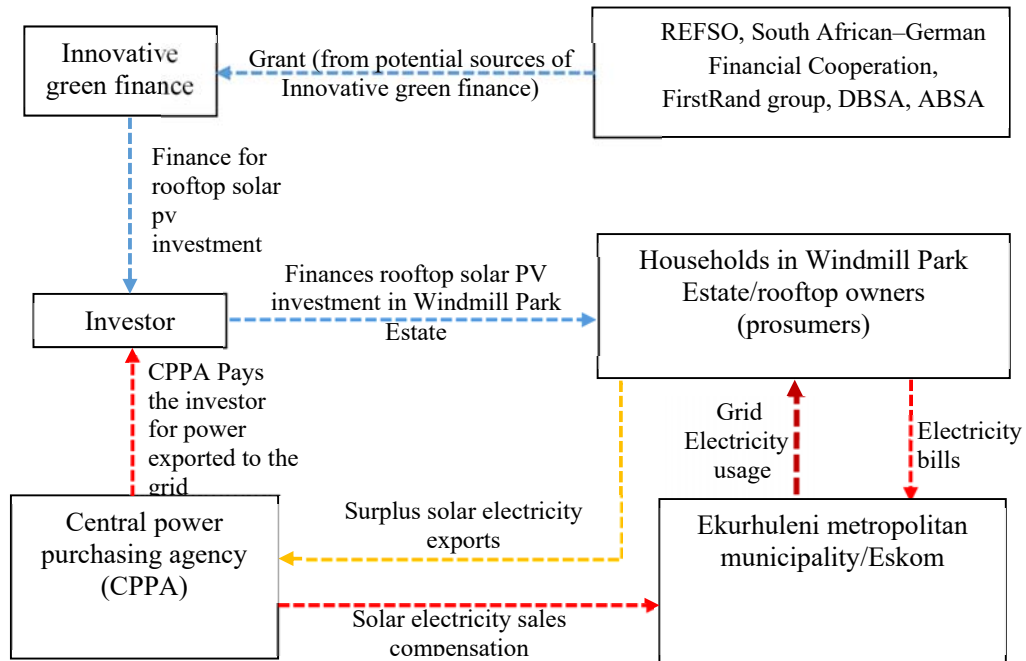 Innovative
green finance
Grant (from potential sources of
Innovative green finance)
REFSO, South African–German
Financial Cooperation,
FirstRand group, DBSA, ABSA
Finance for
rooftop solar
pv
investment
Investor
Finances rooftop solar PV
investment in Windmill Park
Estate
Households in Windmill Park
Estate/rooftop owners
(prosumers)
CPPA Pays
the investor
for power
exported to the
grid
Grid
Electricity
usage
Electricity
bills
Central power
purchasing agency
(CPPA)
Surplus solar electricity
exports
Ekurhuleni metropolitan
municipality/Eskom
Solar electricity sales
compensation